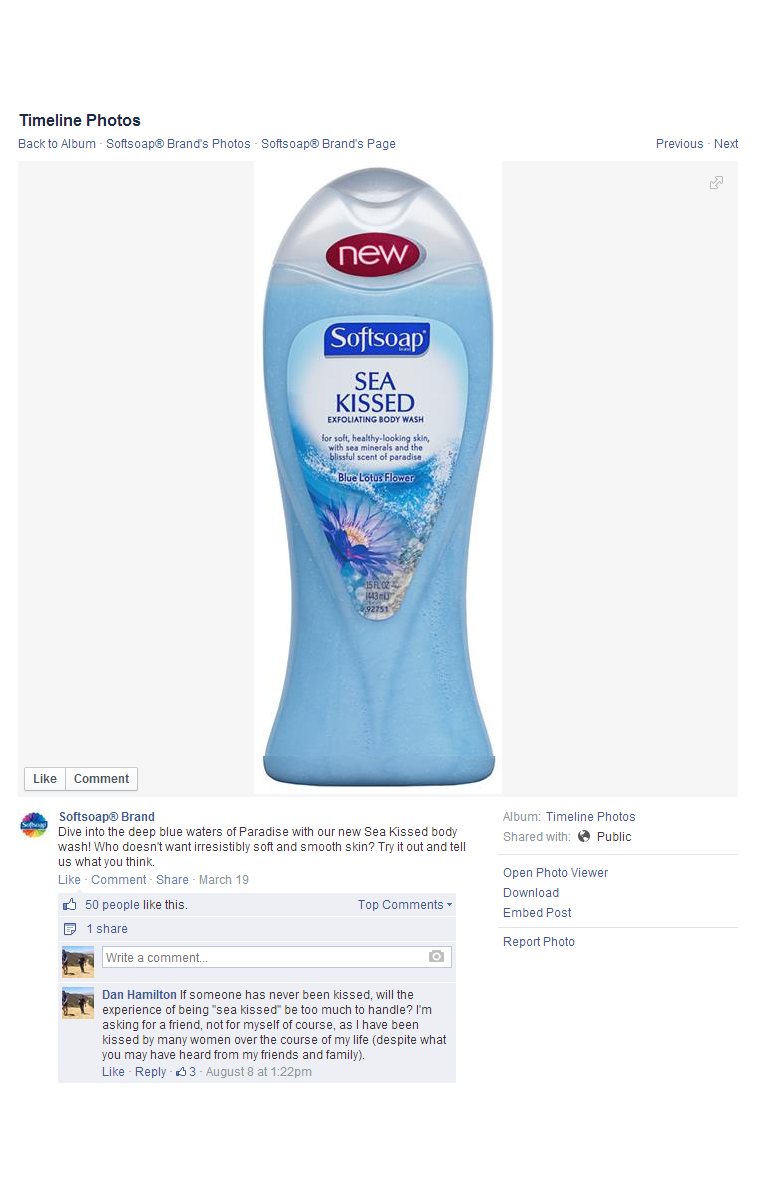 Timeline Photos
Back to Album · Softsoap® Brand's Photos · Softsoap® Brand's Page
Previous · Next
new
Softsoap®
brand
SEA
KISSED
EXFOLIATING BODY WASH
for soft, healthy-looking skin,
with sea minerals and the
blissful scent of paradise
Blue Lotus Flower
15 FL OZ
(443 mL)
92751
Like Comment
Softsoap
Softsoap® Brand
Dive into the deep blue waters of Paradise with our new Sea Kissed body
wash! Who doesn't want irresistibly soft and smooth skin? Try it out and tell
us what you think.
Like · Comment · Share · March 19
50 people like this.
Top Comments
1 share
Write a comment...
Dan Hamilton If someone has never been kissed, will the
experience of being "sea kissed" be too much to handle? I'm
asking for a friend, not for myself of course, as I have been
kissed by many women over the course of my life (despite what
you may have heard from my friends and family).
Like · Reply · 3 · August 8 at 1:22pm
Album: Timeline Photos
Shared with: Public
Open Photo Viewer
Download
Embed Post
Report Photo